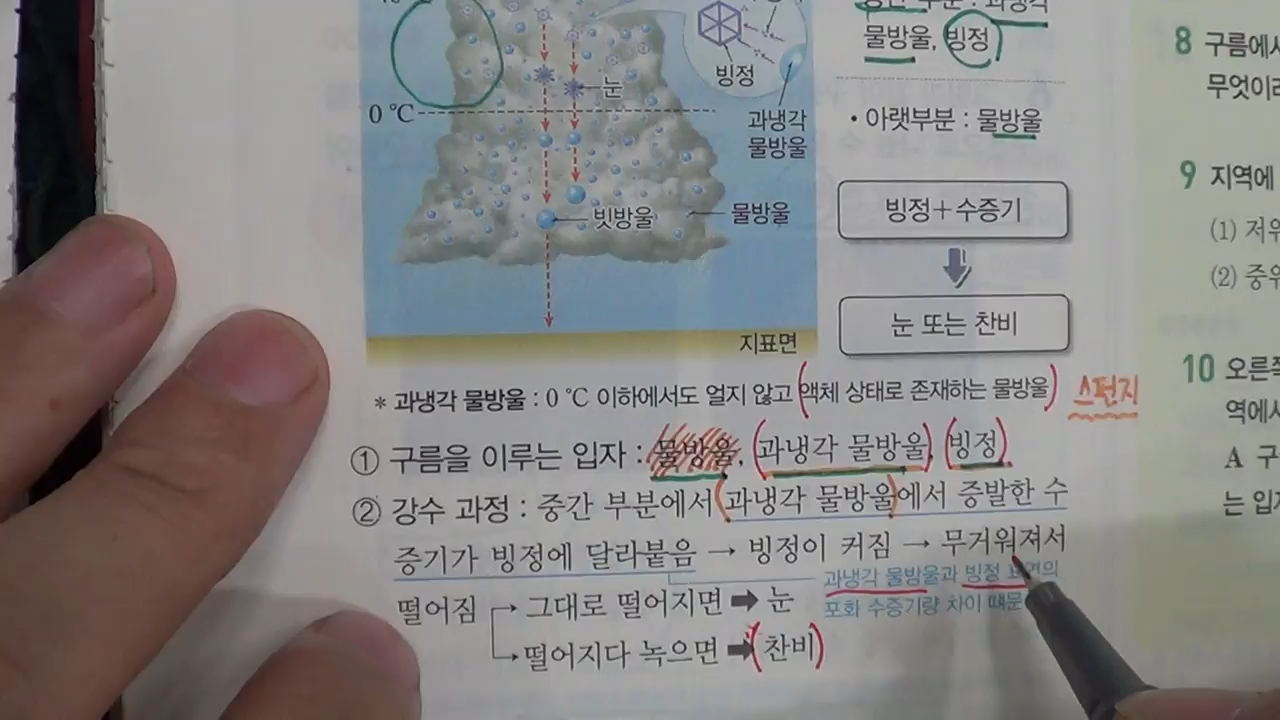 물방울, 빙정
0 ℃
눈
빙정
과냉각
물방울
• 아랫부분 : 물방울
빗방울
물방울
빙정+수증기
눈 또는 찬비
지표면
* 과냉각 물방울 : 0 ℃ 이하에서도 얼지 않고 (액체 상태로 존재하는 물방울)
스펀지
① 구름을 이루는 입자 : 물방울, (과냉각 물방울), (빙정)
② 강수 과정 : 중간 부분에서 (과냉각 물방울)에서 증발한 수
증기가 빙정에 달라붙음 → 빙정이 커짐 → 무거워져서
과냉각 물방울과 빙정 표면의
포화 수증기량 차이 때문
떨어짐 → 그대로 떨어지면 ➡ 눈
→ 떨어지다 녹으면 ➡ (찬비)
8 구름에서
무엇이
9 지역에
(1) 저위
(2) 중위
10 오른쪽
역에서
A 구
는 입자